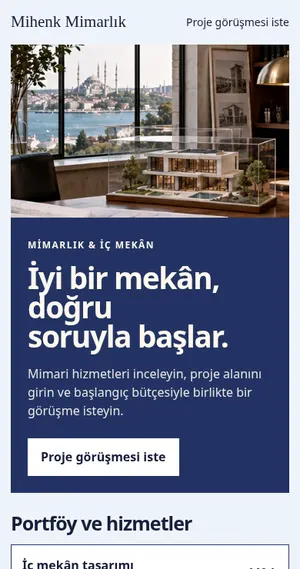 Mihenk Mimarlık
Proje görüşmesi iste
MİMARLIK & İÇ MEKÂN
İyi bir mekân,
doğru
soruyla başlar.
Mimari hizmetleri inceleyin, proje alanını
girin ve başlangıç bütçesiyle birlikte bir
görüşme isteyin.
Proje görüşmesi iste
Portföy ve hizmetler
İç mekân tasarımı